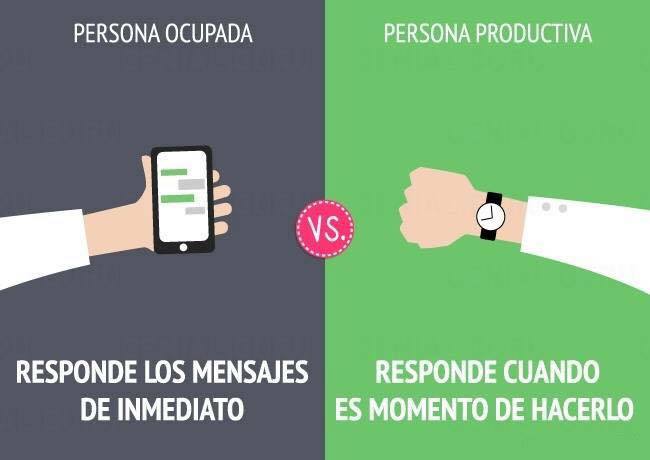 PERSONA OCUPADA
PERSONA PRODUCTIVA
VS.
RESPONDE LOS MENSAJES
DE INMEDIATO
RESPONDE CUANDO
ES MOMENTO DE HACERLO